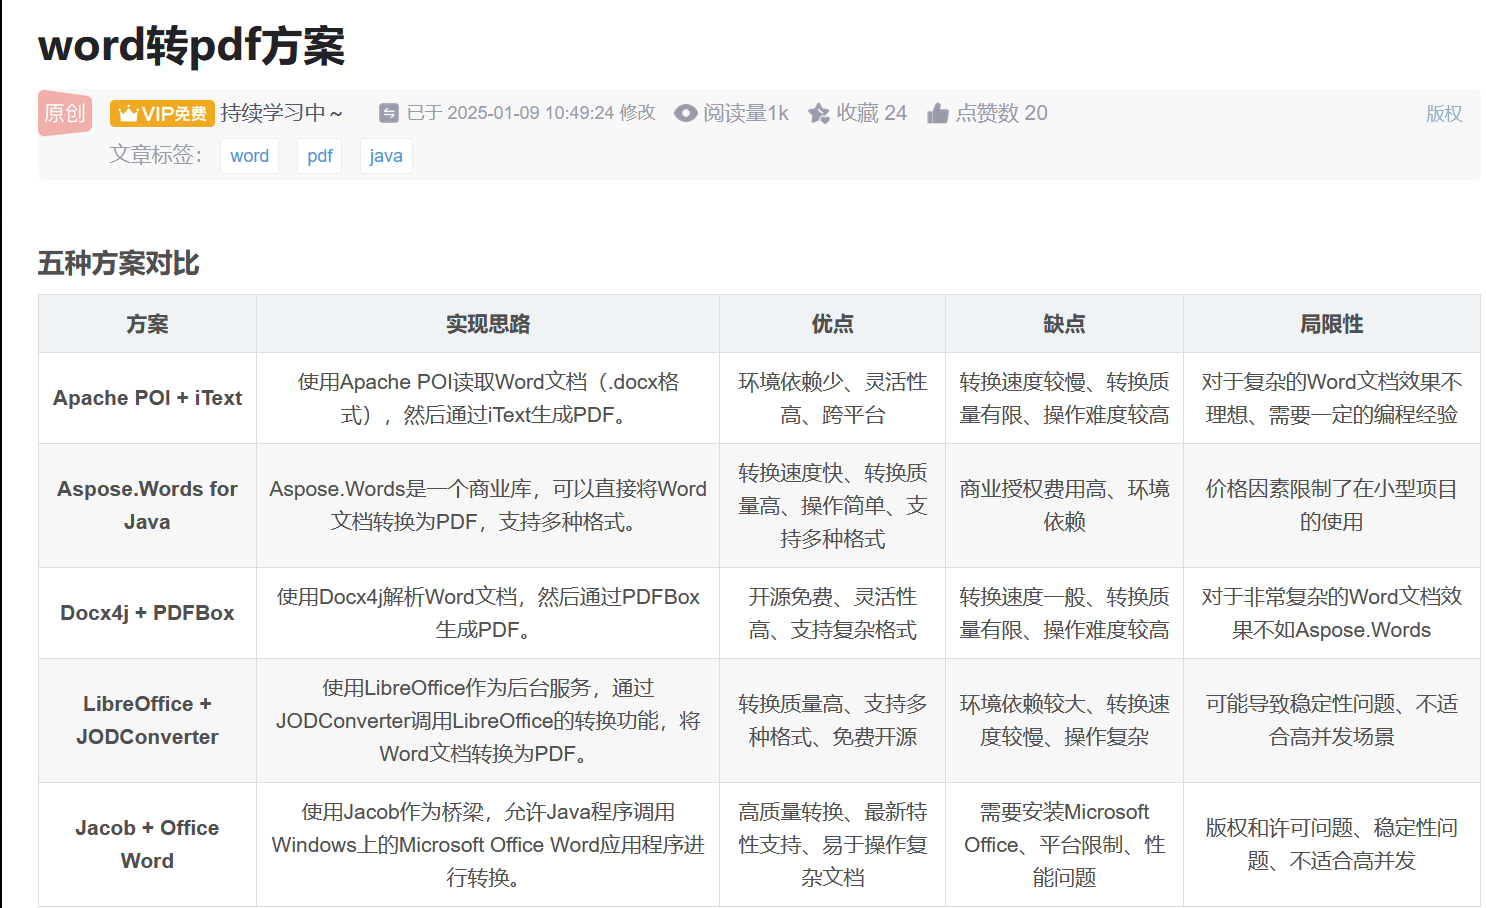 word转pdf方案
原创 VIP免费 持续学习中～ 已于 2025-01-09 10:49:24 修改 阅读量1k 收藏 24 点赞数 20 版权
文章标签： word pdf java
五种方案对比
方案 实现思路 优点 缺点 局限性
Apache POI + iText
使用Apache POI读取Word文档（.docx格
式），然后通过iText生成PDF。
环境依赖少、灵活性
高、跨平台
转换速度较慢、转换质
量有限、操作难度较高
对于复杂的Word文档效果不
理想、需要一定的编程经验
Aspose.Words for
Java
Aspose.Words是一个商业库，可以直接将Word
文档转换为PDF，支持多种格式。
转换速度快、转换质
量高、操作简单、支
持多种格式
商业授权费用高、环境
依赖
价格因素限制了在小型项目
的使用
Docx4j + PDFBox
使用Docx4j解析Word文档，然后通过PDFBox
生成PDF。
开源免费、灵活性
高、支持复杂格式
转换速度一般、转换质
量有限、操作难度较高
对于非常复杂的Word文档效
果不如Aspose.Words
LibreOffice +
JODConverter
使用LibreOffice作为后台服务，通过
JODConverter调用LibreOffice的转换功能，将
Word文档转换为PDF。
转换质量高、支持多
种格式、免费开源
环境依赖较大、转换速
度较慢、操作复杂
可能导致稳定性问题、不适
合高并发场景
Jacob + Office
Word
使用Jacob作为桥梁，允许Java程序调用
Windows上的Microsoft Office Word应用程序进
行转换。
高质量转换、最新特
性支持、易于操作复
杂文档
需要安装Microsoft
Office、平台限制、性
能问题
版权和许可问题、稳定性问
题、不适合高并发